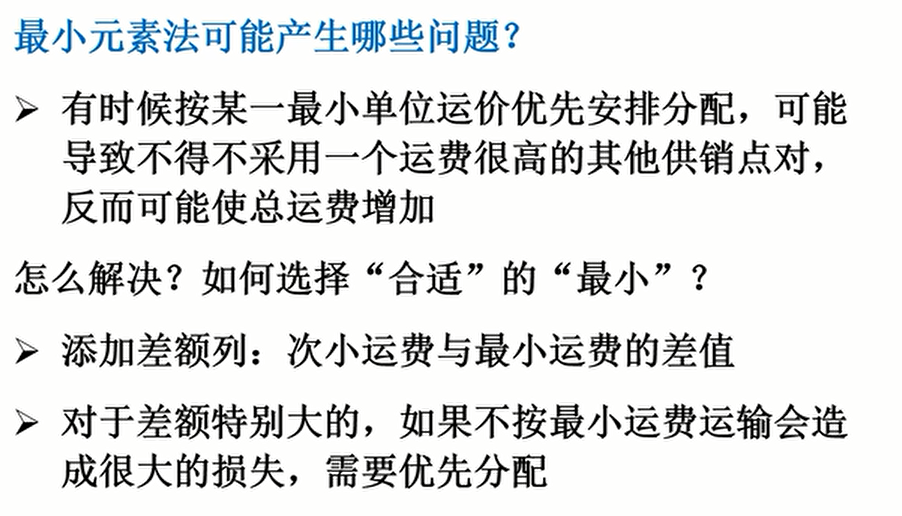 最小元素法可能产生哪些问题？
➢ 有时候按某一最小单位运价优先安排分配，可能
导致不得不采用一个运费很高的其他供销点对，
反而可能使总运费增加
怎么解决？如何选择“合适”的“最小”？
➢ 添加差额列：次小运费与最小运费的差值
➢ 对于差额特别大的，如果不按最小运费运输会造
成很大的损失，需要优先分配